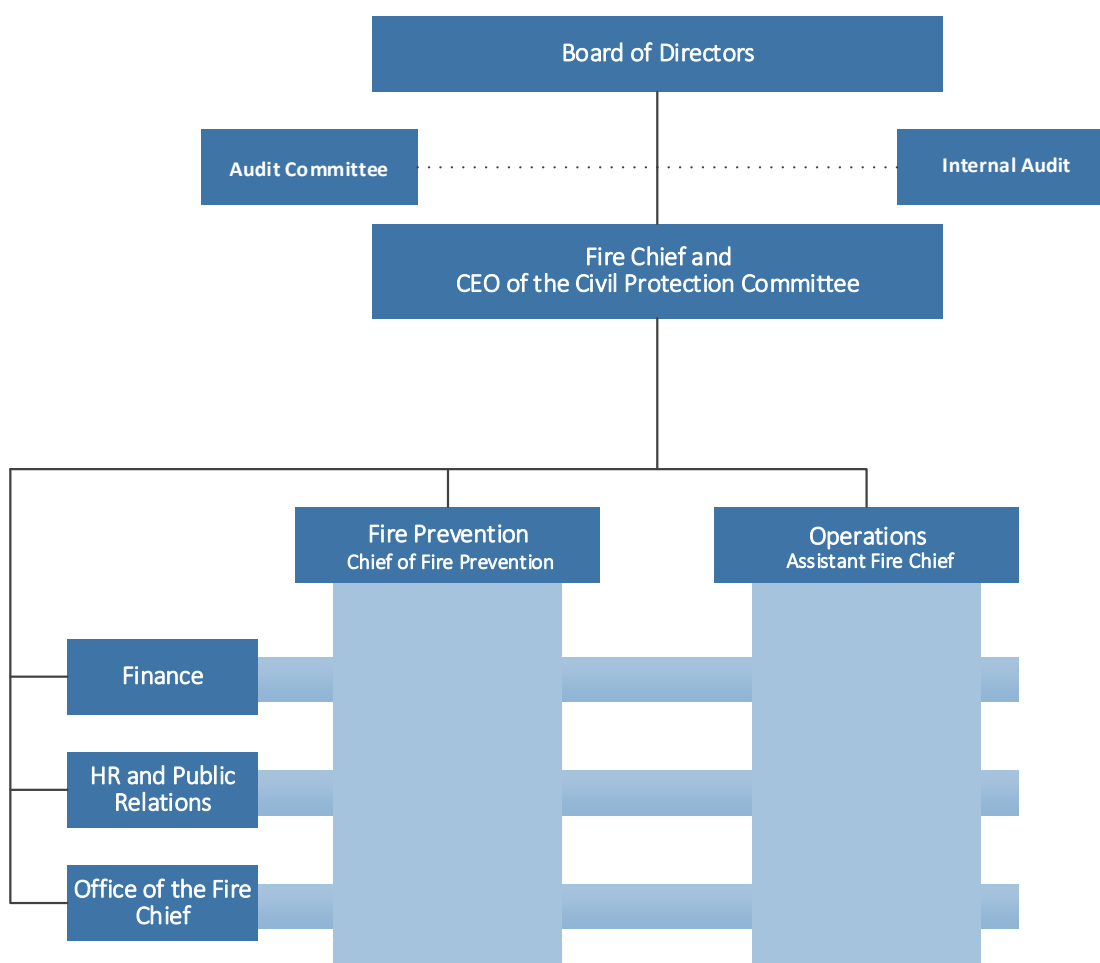 Board of Directors
Audit Committee
Internal Audit
Fire Chief and
CEO of the Civil Protection Committee
Fire Prevention
Chief of Fire Prevention
Operations
Assistant Fire Chief
Finance
HR and Public
Relations
Office of the Fire
Chief